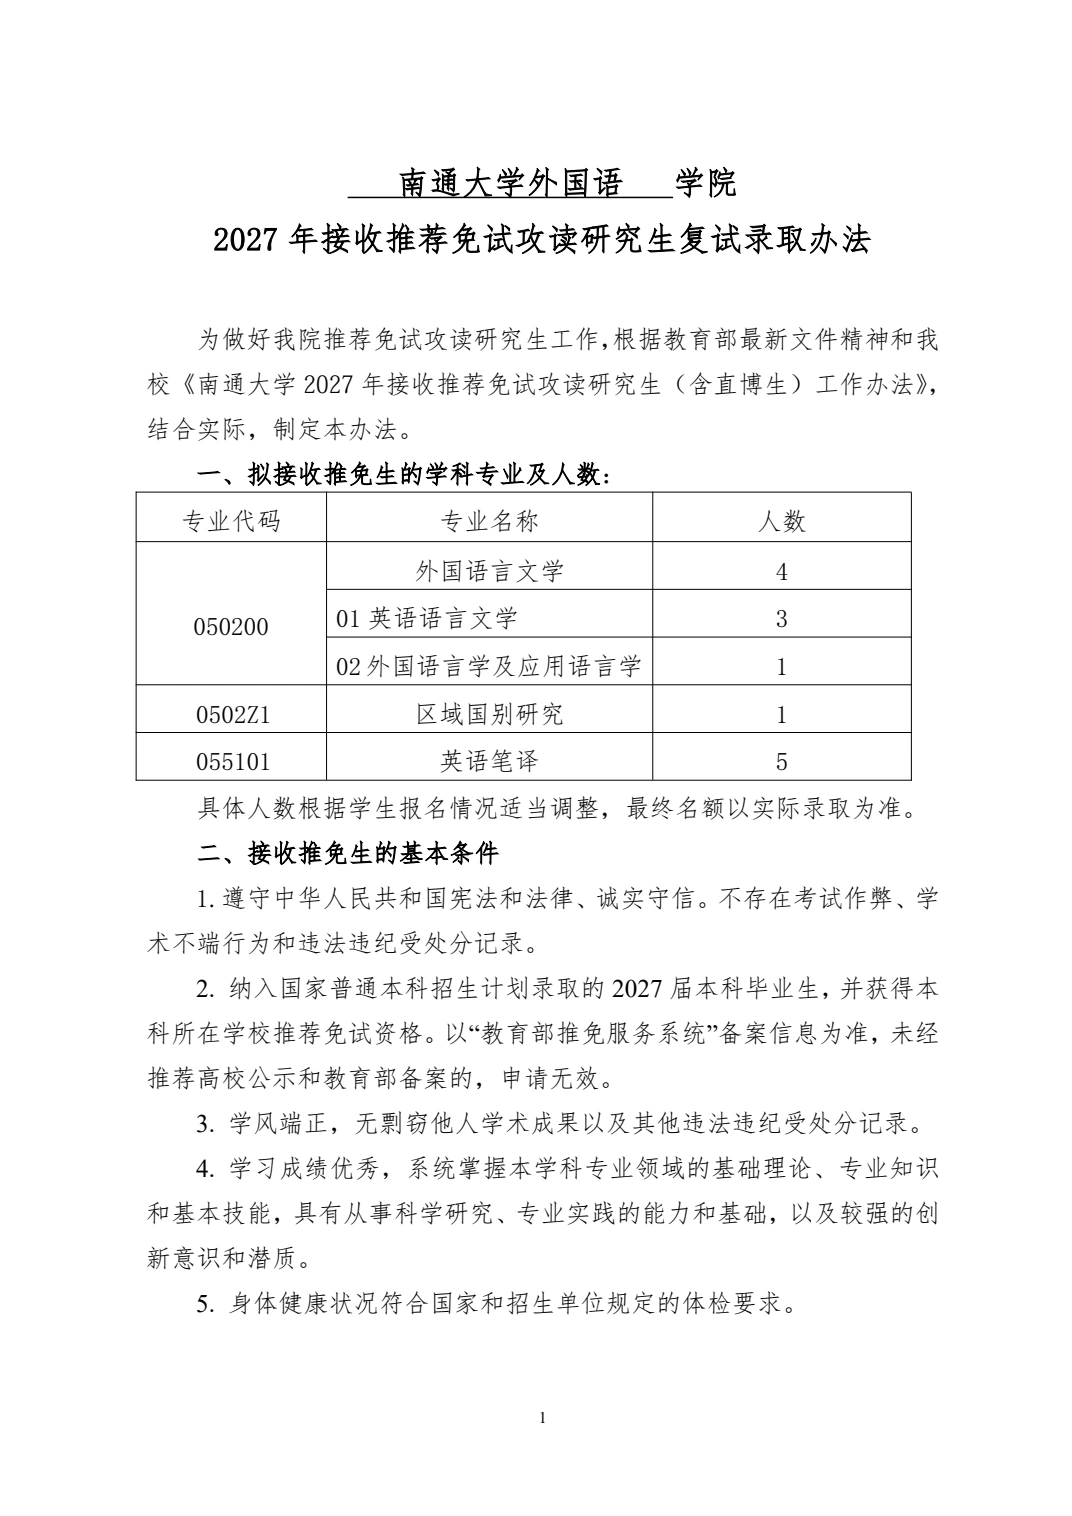 南通大学外国语 学院
2027 年接收推荐免试攻读研究生复试录取办法
为做好我院推荐免试攻读研究生工作,根据教育部最新文件精神和我
校《南通大学 2027 年接收推荐免试攻读研究生（含直博生）工作办法》，
结合实际，制定本办法。
一、拟接收推免生的学科专业及人数：
专业代码 专业名称 人数
外国语言文学 4
050200 01 英语语言文学 3
02 外国语言学及应用语言学 1
0502Z1 区域国别研究 1
055101 英语笔译 5
具体人数根据学生报名情况适当调整，最终名额以实际录取为准。
二、接收推免生的基本条件
1. 遵守中华人民共和国宪法和法律、诚实守信。不存在考试作弊、学
术不端行为和违法违纪受处分记录。
2. 纳入国家普通本科招生计划录取的 2027 届本科毕业生，并获得本
科所在学校推荐免试资格。以“教育部推免服务系统”备案信息为准，未经
推荐高校公示和教育部备案的，申请无效。
3. 学风端正，无剽窃他人学术成果以及其他违法违纪受处分记录。
4. 学习成绩优秀，系统掌握本学科专业领域的基础理论、专业知识
和基本技能，具有从事科学研究、专业实践的能力和基础，以及较强的创
新意识和潜质。
5. 身体健康状况符合国家和招生单位规定的体检要求。
1